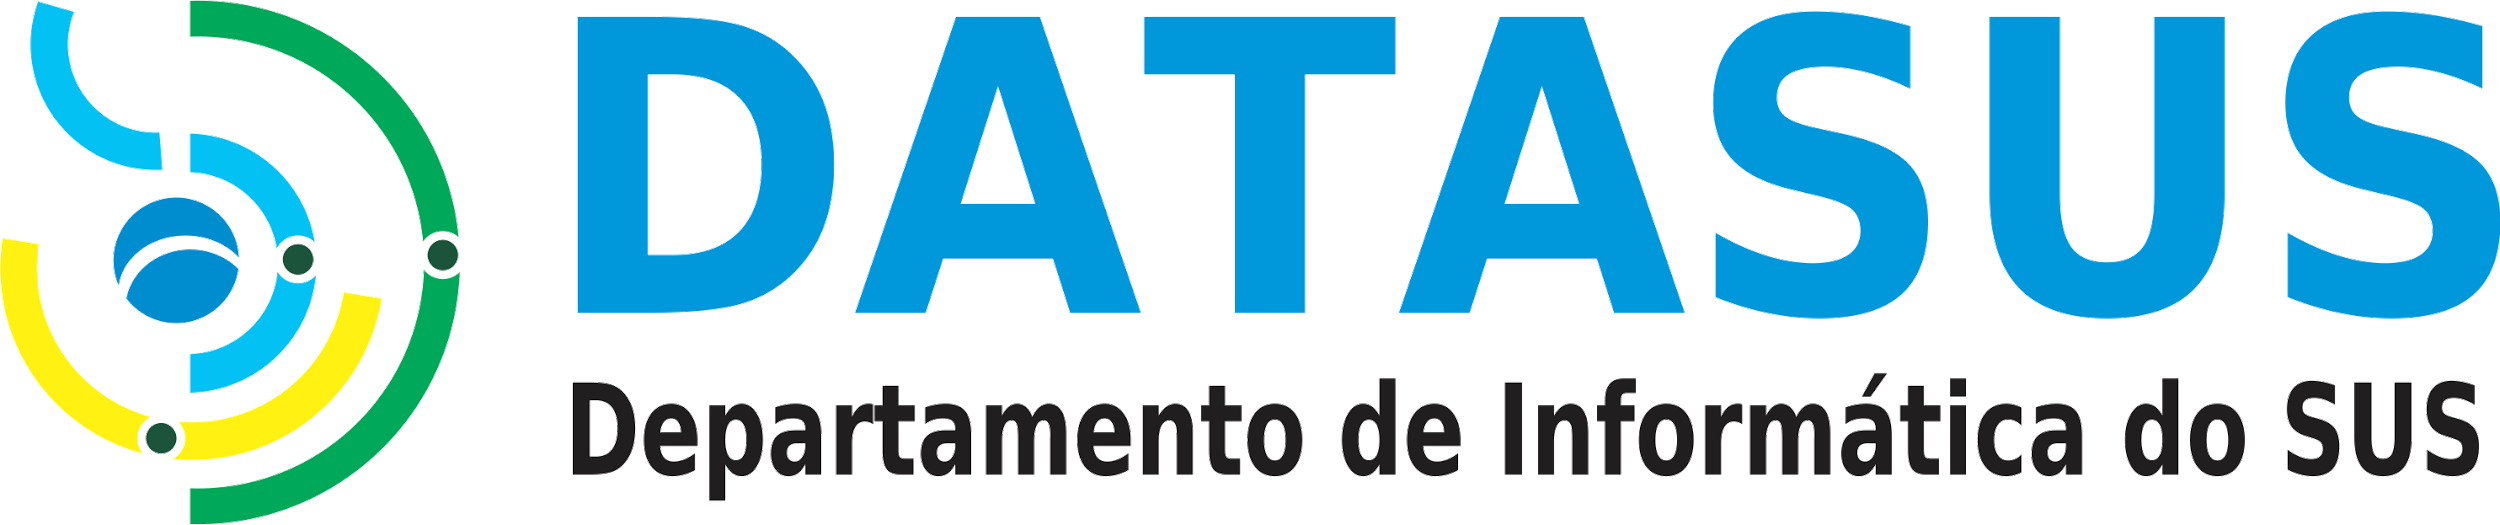 DATASUS
Departamento de Informática do SUS